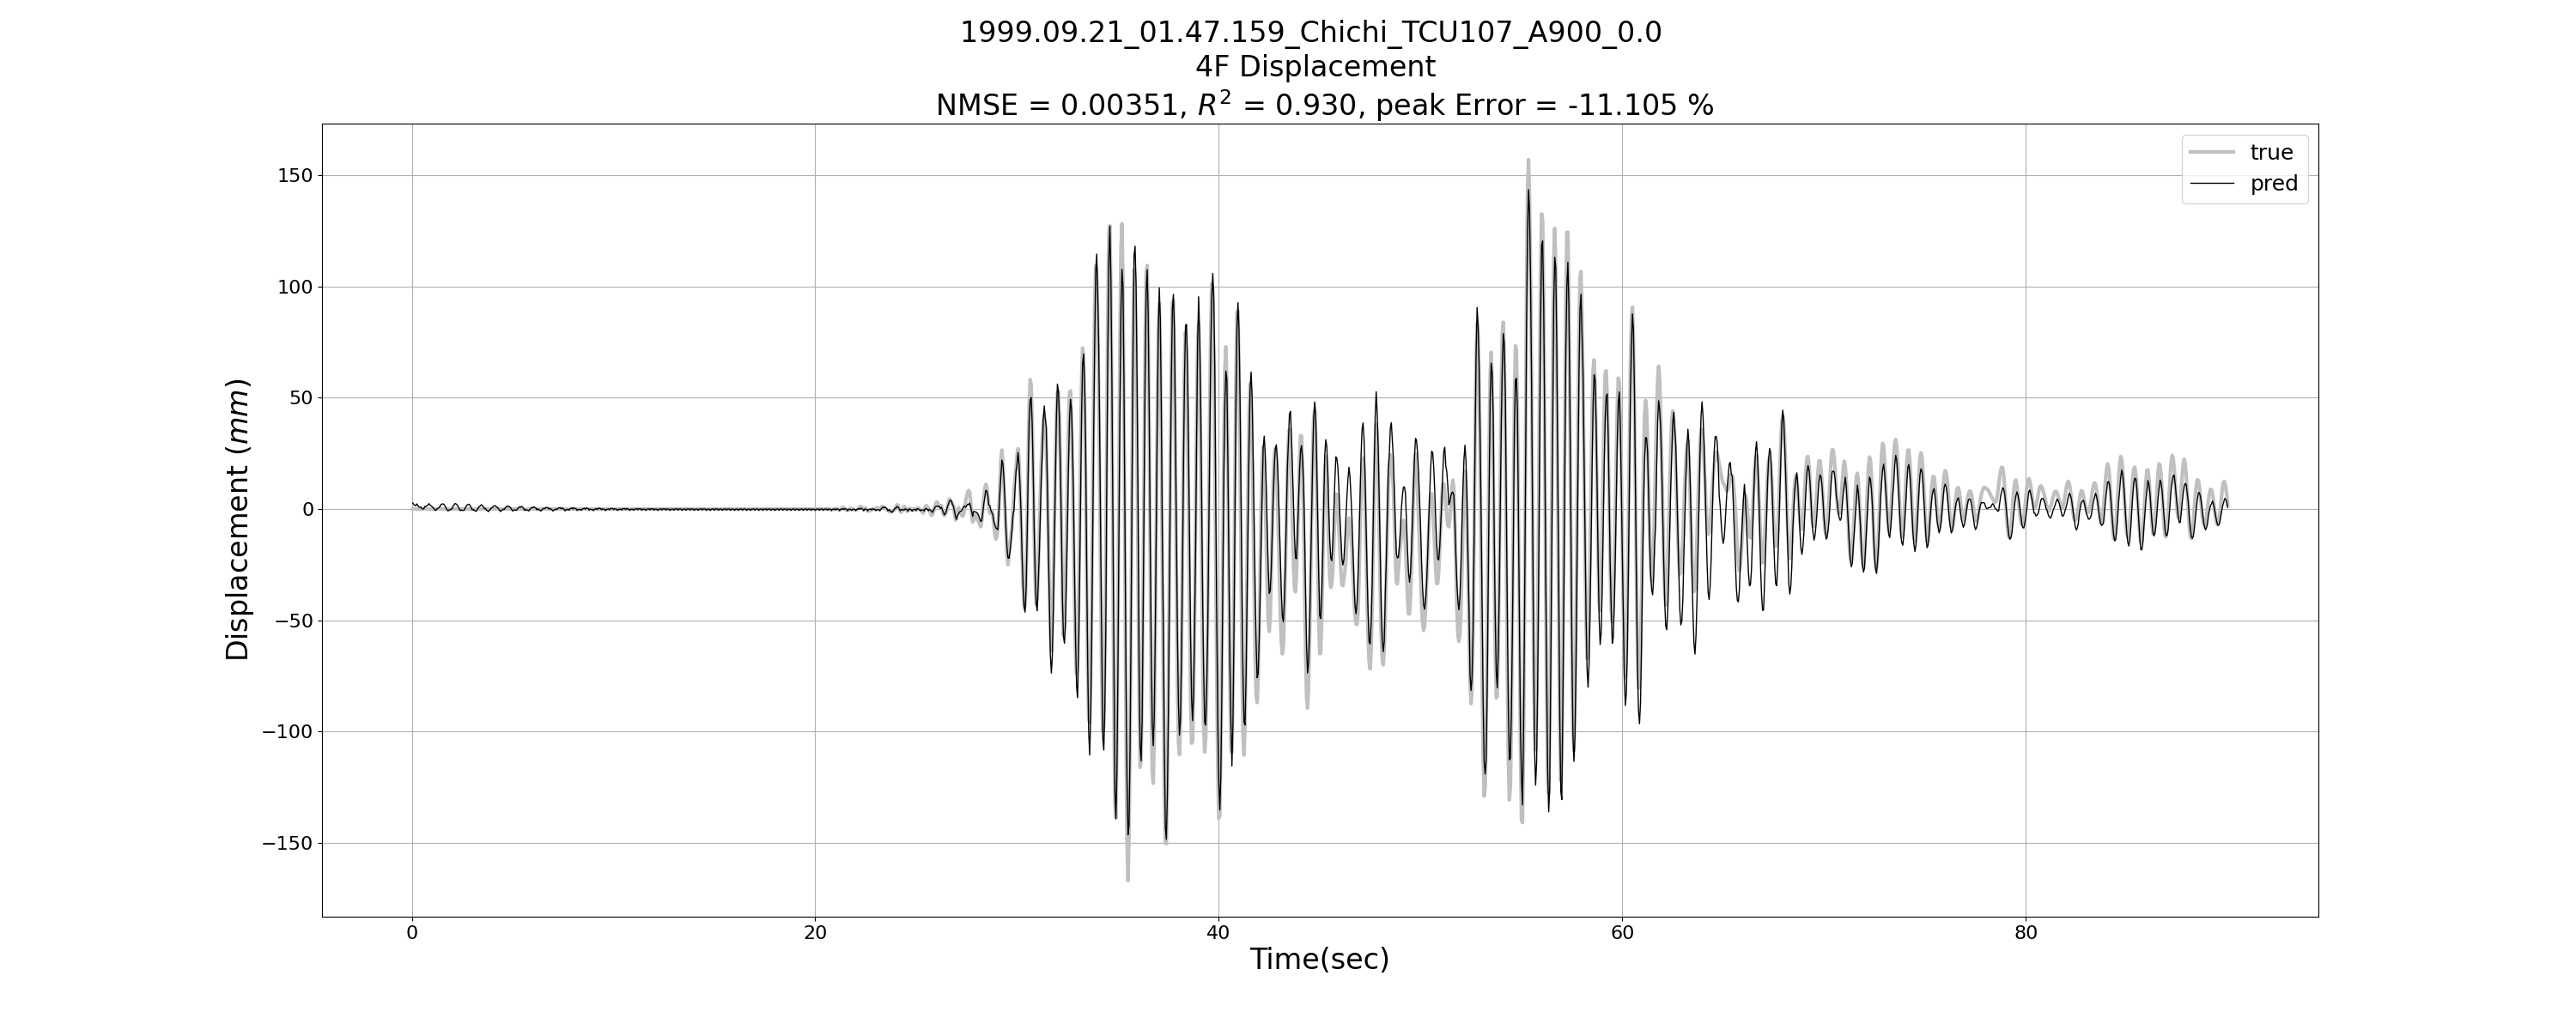 1999.09.21_01.47.159_Chichi_TCU107_A900_0.0
4F Displacement
NMSE = 0.00351, R² = 0.930, peak Error = -11.105 %
true
pred
150
100
50
0
−50
−100
−150
Displacement (mm)
0 20 40 60 80
Time(sec)